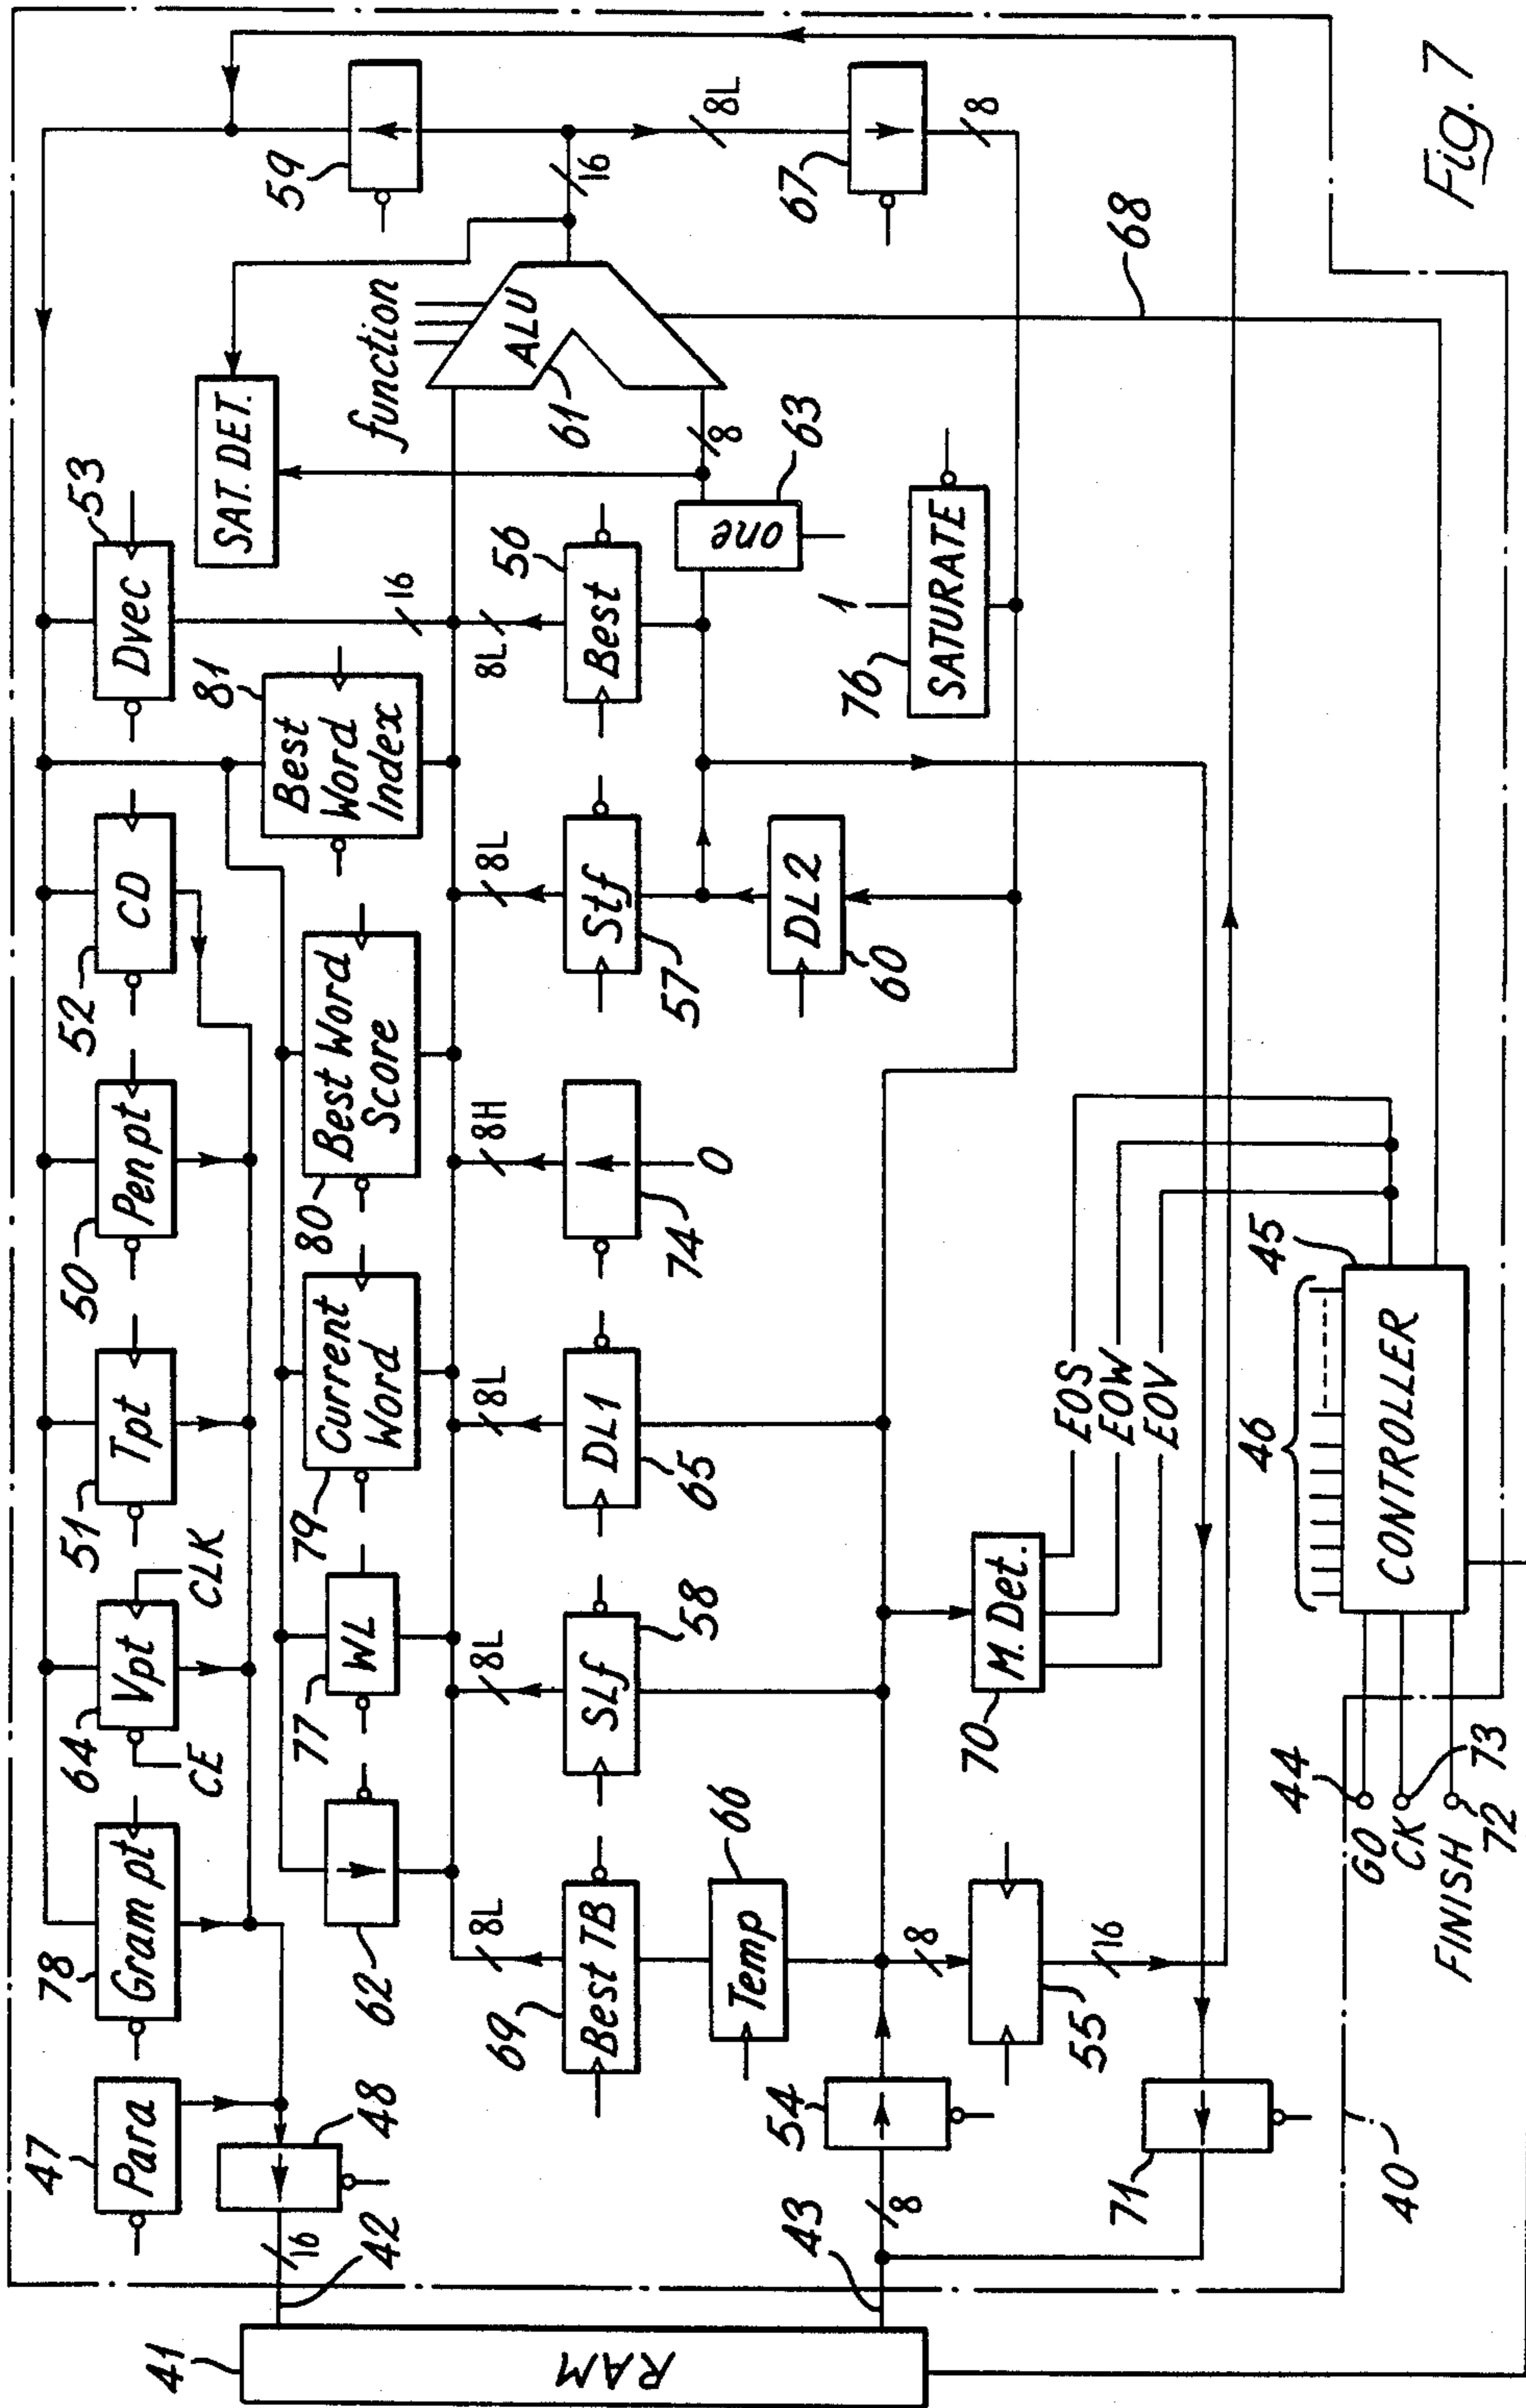 41
RAM
42
16
43
8
47
Para
48
78
Gram pt
64
Vpt
CE
CLK
51
Tpt
50
Pen pt
52
CD
53
Dvec
59
62
77
WL
79
Current
Word
80
Best Word
Score
81
Best
Word
Index
SAT. DET.
function
ALU
61
16
8L
67
8
8L
8L
8L
8H
8L
8L
16
69
Best TB
66
Temp
SLf
58
DL1
65
74
0
Stf
57
DL2
60
Best
56
one
63
8
76
SATURATE
1
68
54
8
55
16
70
M. Det.
EOS
EOW
EOV
71
40
44
GO
CK
73
FINISH
72
46
45
CONTROLLER
Fig. 7